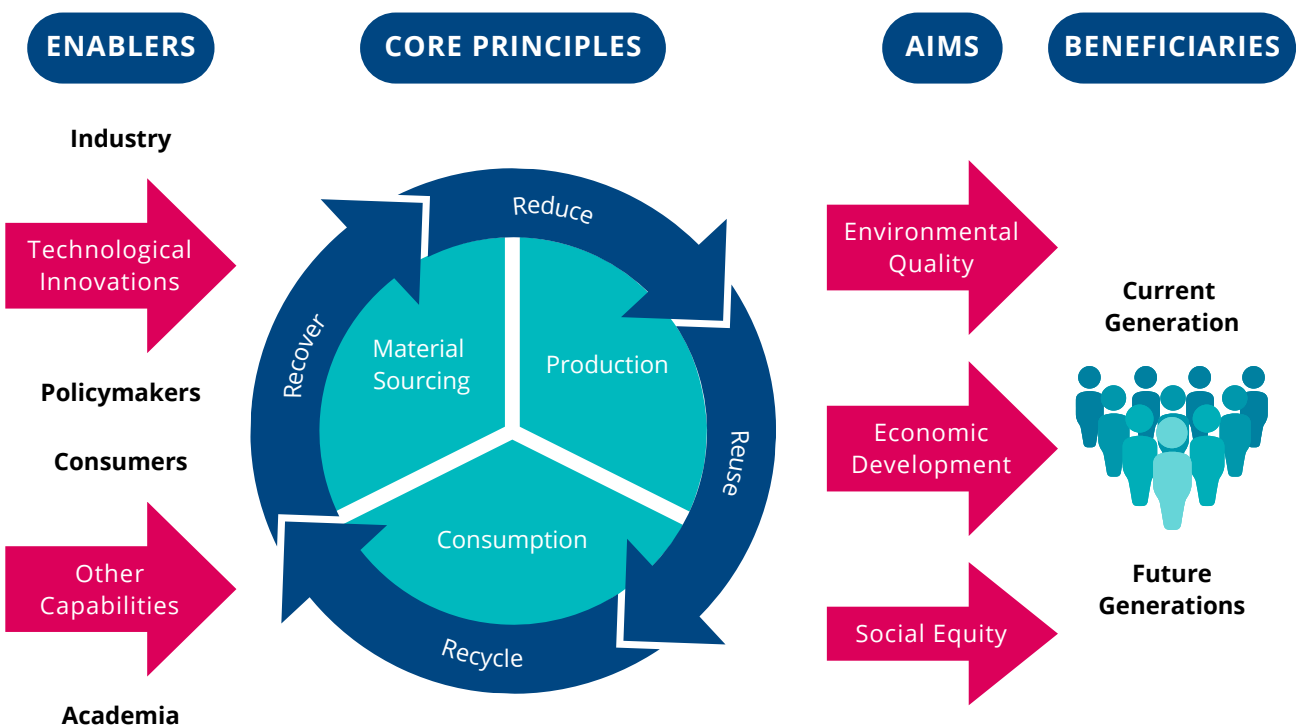 ENABLERS
CORE PRINCIPLES
AIMS
BENEFICIARIES
Industry
Technological
Innovations
Policymakers
Consumers
Other
Capabilities
Academia
Reduce
Reuse
Recycle
Recover
Material
Sourcing
Production
Consumption
Environmental
Quality
Economic
Development
Social Equity
Current
Generation
Future
Generations